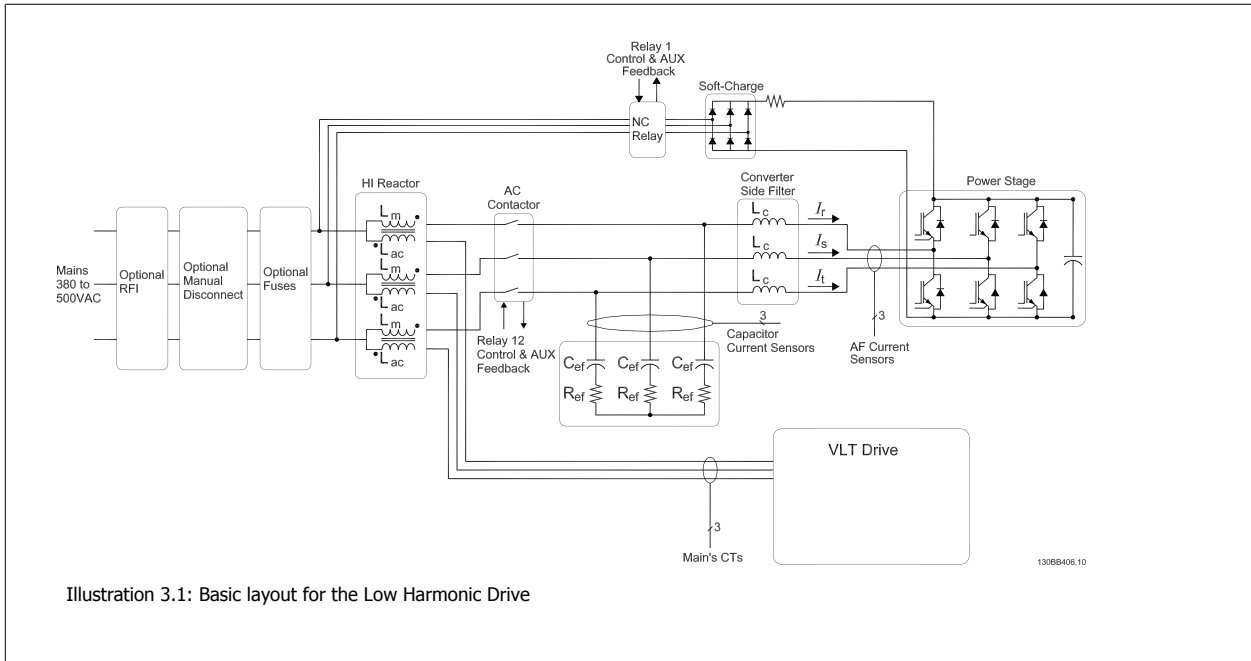 Relay 1
Control & AUX
Feedback
Soft-Charge
NC
Relay
HI Reactor
AC
Contactor
Converter
Side Filter
Power Stage
Mains
380 to
500VAC
Optional
RFI
Optional
Manual
Disconnect
Optional
Fuses
Lm
Lac
Lm
Lac
Lm
Lac
Lc
Lc
Lc
Ir
Is
It
Relay 12
Control & AUX
Feedback
3
Capacitor
Current Sensors
3
AF Current
Sensors
Cef
Cef
Cef
Ref
Ref
Ref
VLT Drive
3
Main's CTs
130BB406.10
Illustration 3.1: Basic layout for the Low Harmonic Drive